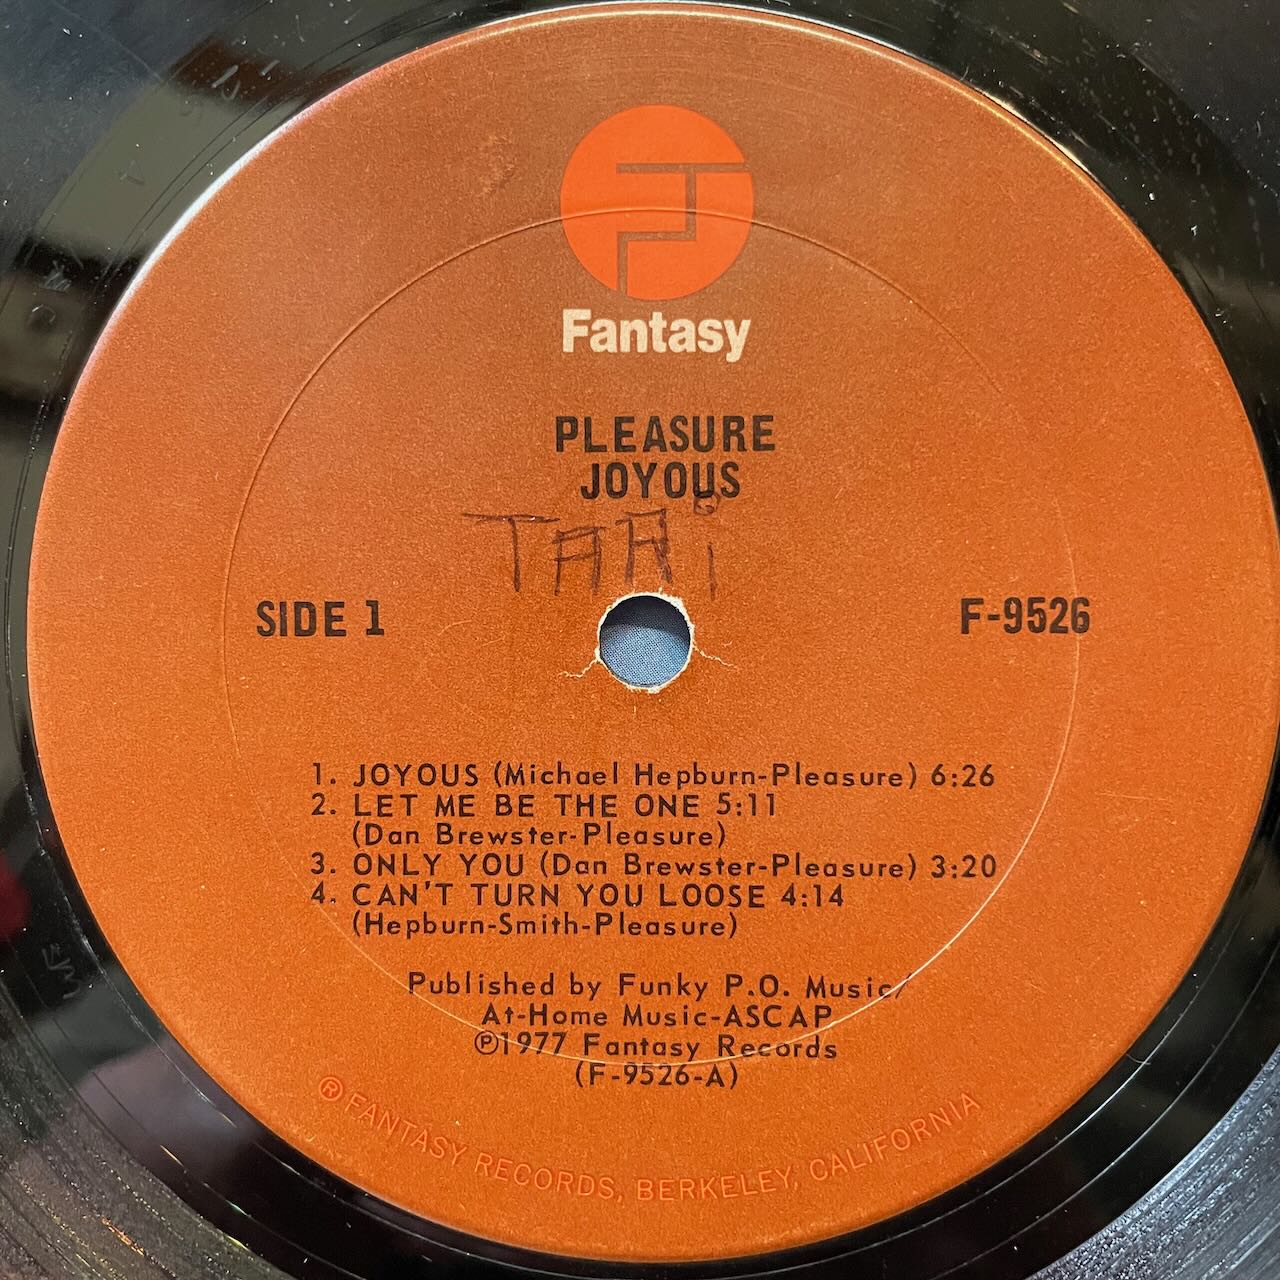 Fantasy
PLEASURE
JOYOUS
TARi
SIDE 1
F-9526
1. JOYOUS (Michael Hepburn-Pleasure) 6:26
2. LET ME BE THE ONE 5:11
(Dan Brewster-Pleasure)
3. ONLY YOU (Dan Brewster-Pleasure) 3:20
4. CAN'T TURN YOU LOOSE 4:14
(Hepburn-Smith-Pleasure)
Published by Funky P.O. Music/
At-Home Music-ASCAP
℗1977 Fantasy Records
(F-9526-A)
® FANTASY RECORDS, BERKELEY, CALIFORNIA